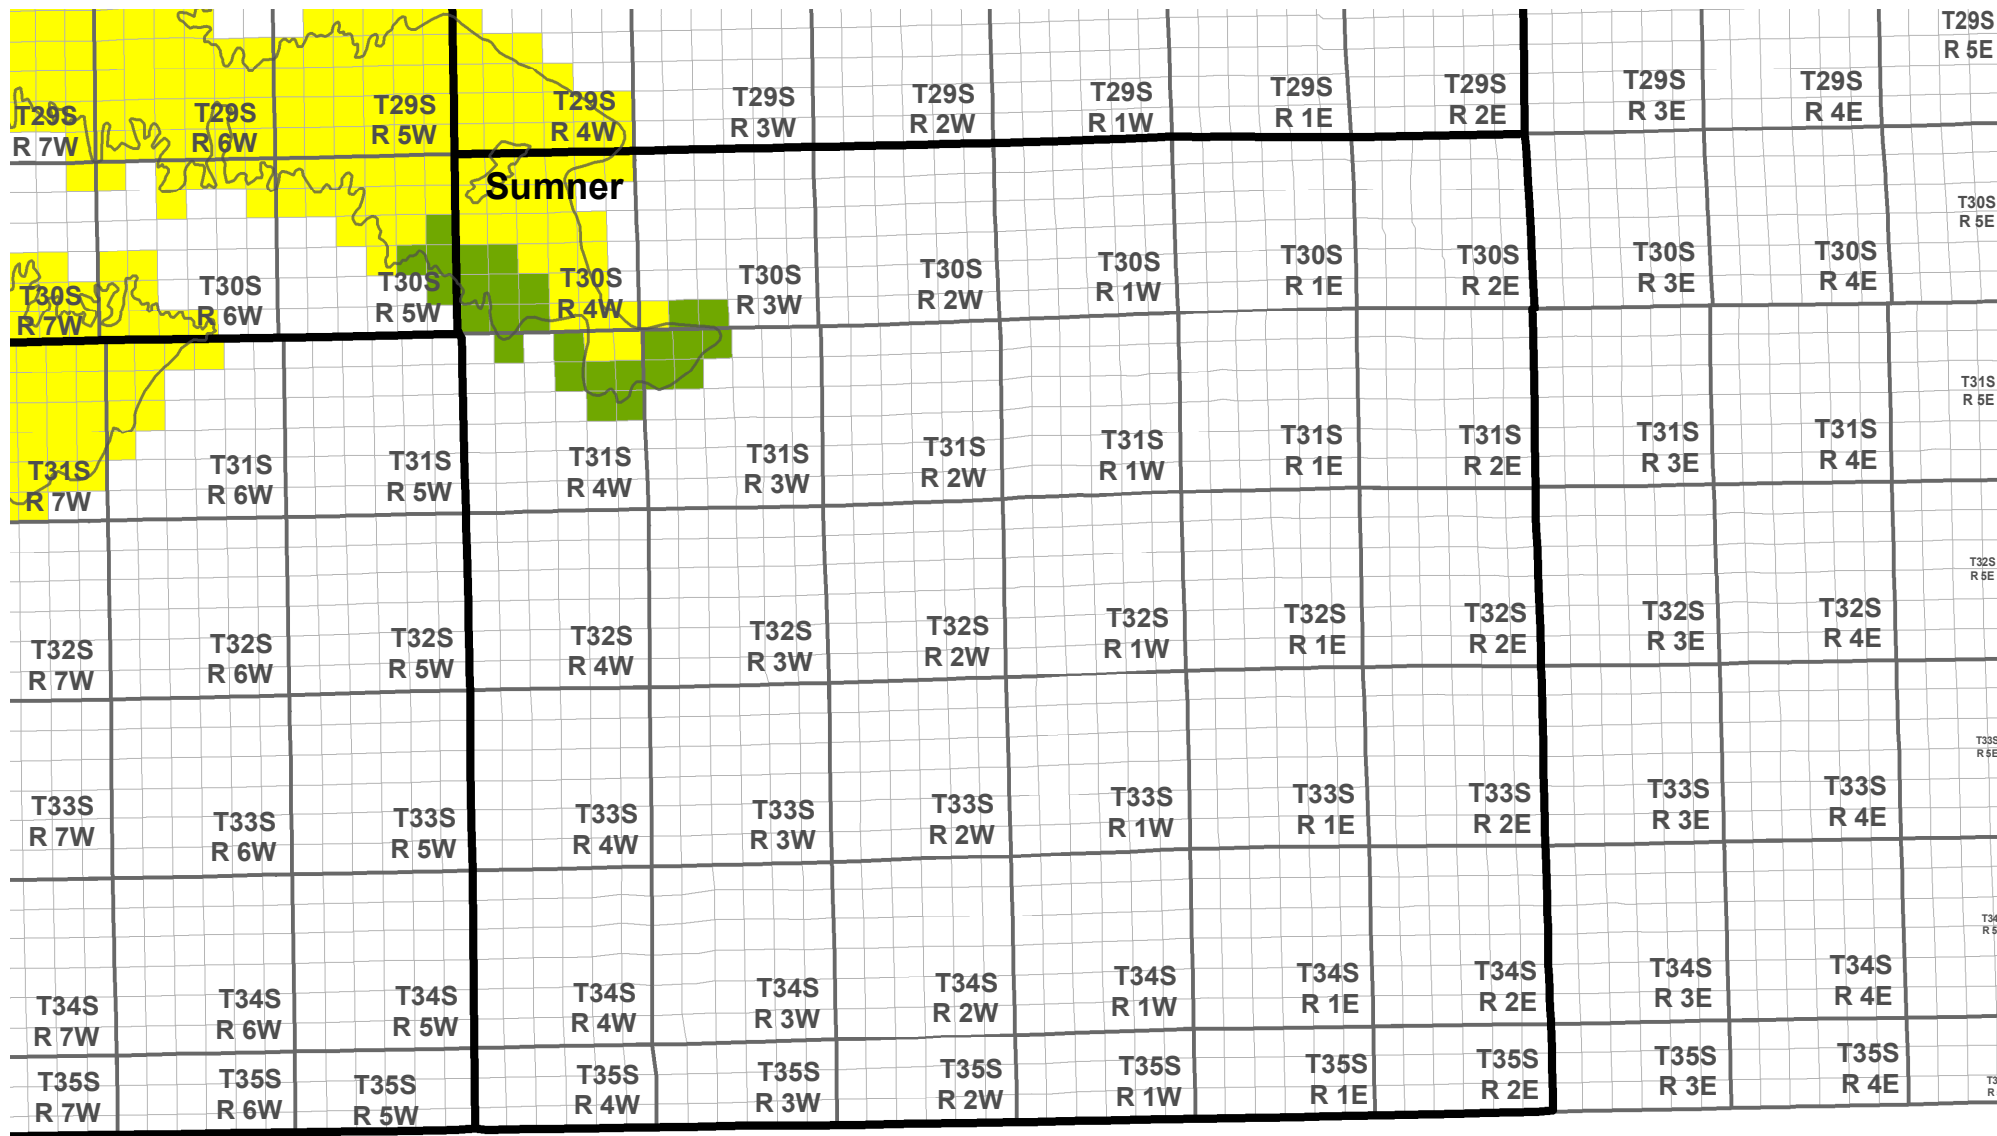 T29S
R 5E
T29S
R 7W
T29S
R 6W
T29S
R 5W
T29S
R 4W
T29S
R 3W
T29S
R 2W
T29S
R 1W
T29S
R 1E
T29S
R 2E
T29S
R 3E
T29S
R 4E
Sumner
T30S
R 5E
T30S
R 7W
T30S
R 6W
T30S
R 5W
T30S
R 4W
T30S
R 3W
T30S
R 2W
T30S
R 1W
T30S
R 1E
T30S
R 2E
T30S
R 3E
T30S
R 4E
T31S
R 5E
T31S
R 7W
T31S
R 6W
T31S
R 5W
T31S
R 4W
T31S
R 3W
T31S
R 2W
T31S
R 1W
T31S
R 1E
T31S
R 2E
T31S
R 3E
T31S
R 4E
T32S
R 5E
T32S
R 7W
T32S
R 6W
T32S
R 5W
T32S
R 4W
T32S
R 3W
T32S
R 2W
T32S
R 1W
T32S
R 1E
T32S
R 2E
T32S
R 3E
T32S
R 4E
T33S
R 5E
T33S
R 7W
T33S
R 6W
T33S
R 5W
T33S
R 4W
T33S
R 3W
T33S
R 2W
T33S
R 1W
T33S
R 1E
T33S
R 2E
T33S
R 3E
T33S
R 4E
T34
R 5
T34S
R 7W
T34S
R 6W
T34S
R 5W
T34S
R 4W
T34S
R 3W
T34S
R 2W
T34S
R 1W
T34S
R 1E
T34S
R 2E
T34S
R 3E
T34S
R 4E
T35S
R 7W
T35S
R 6W
T35S
R 5W
T35S
R 4W
T35S
R 3W
T35S
R 2W
T35S
R 1W
T35S
R 1E
T35S
R 2E
T35S
R 3E
T35S
R 4E
T3
R